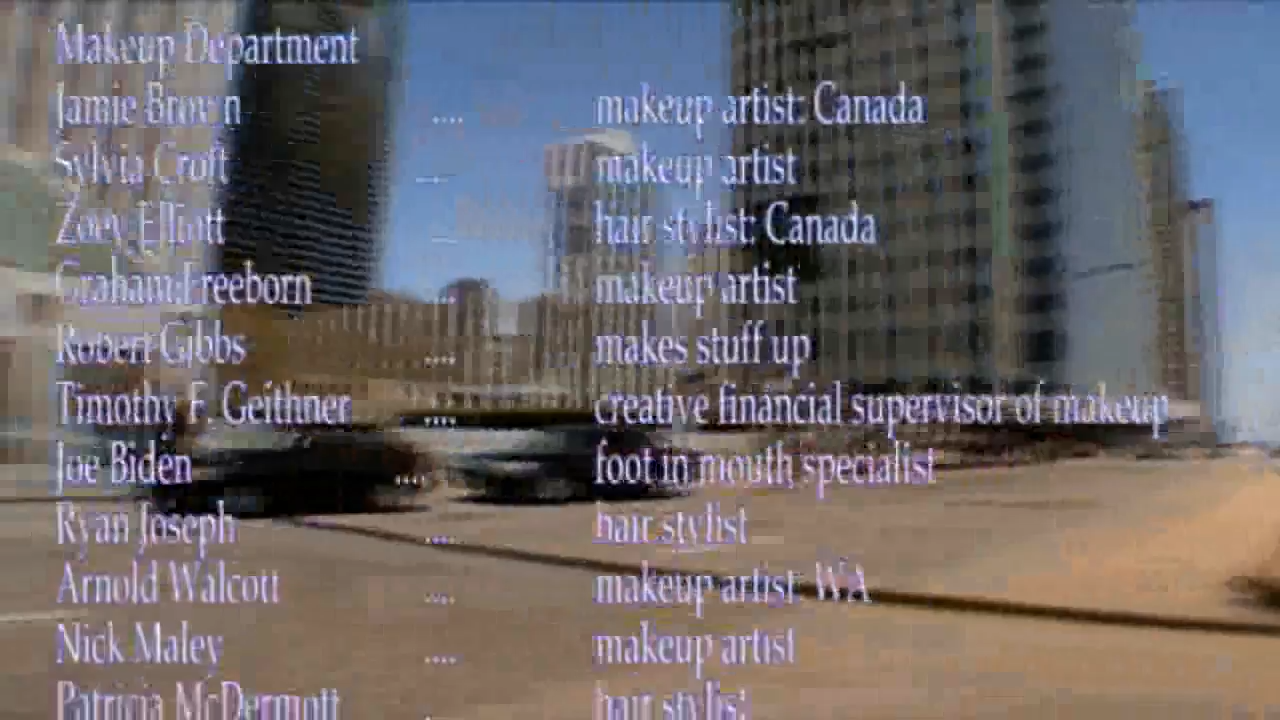 Makeup Department
Jamie Brown .... makeup artist: Canada
Sylvia Croft .... makeup artist
Zoey Elliott .... hair stylist: Canada
Graham Freeborn .... makeup artist
Robert Gibbs .... makes stuff up
Timothy F. Geithner .... creative financial supervisor of makeup
Joe Biden .... foot in mouth specialist
Ryan Joseph .... hair stylist
Arnold Walcott .... makeup artist: WA
Nick Maley .... makeup artist
Patricia McDermott .... hair stylist